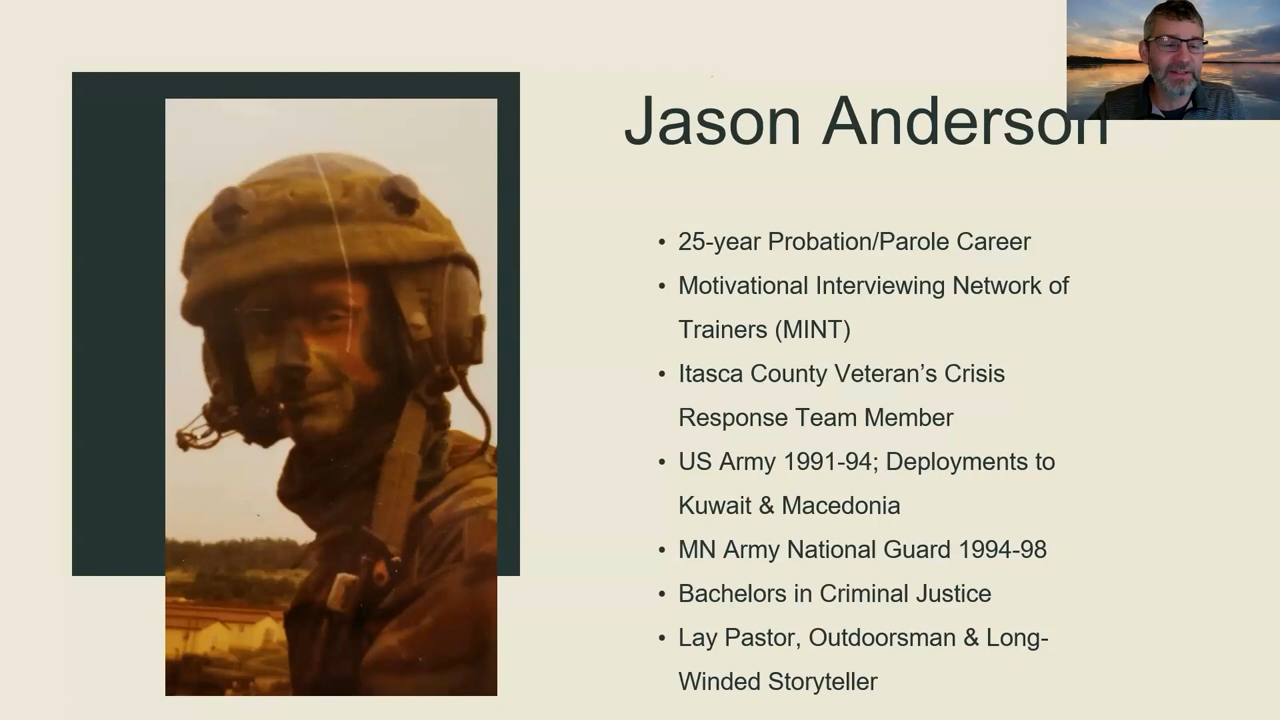 Jason Anderson
• 25-year Probation/Parole Career
• Motivational Interviewing Network of
Trainers (MINT)
• Itasca County Veteran’s Crisis
Response Team Member
• US Army 1991-94; Deployments to
Kuwait & Macedonia
• MN Army National Guard 1994-98
• Bachelors in Criminal Justice
• Lay Pastor, Outdoorsman & Long-
Winded Storyteller